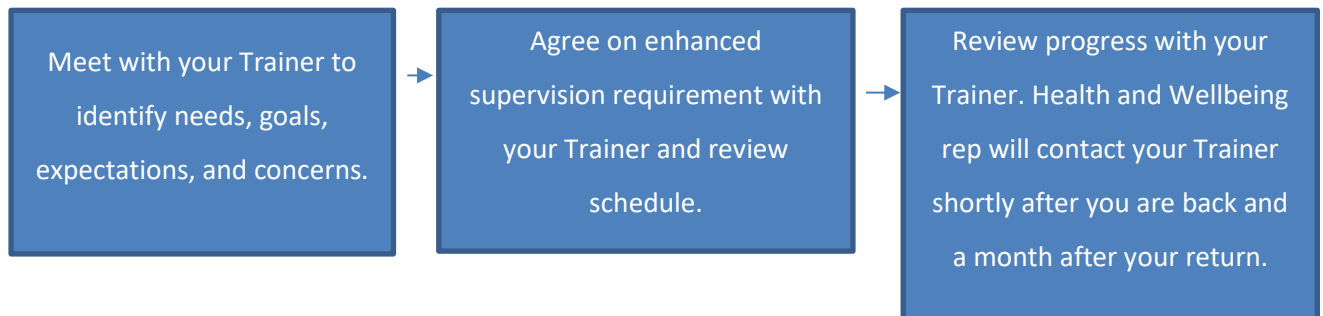 Meet with your Trainer to
identify needs, goals,
expectations, and concerns.
Agree on enhanced
supervision requirement with
your Trainer and review
schedule.
Review progress with your
Trainer. Health and Wellbeing
rep will contact your Trainer
shortly after you are back and
a month after your return.